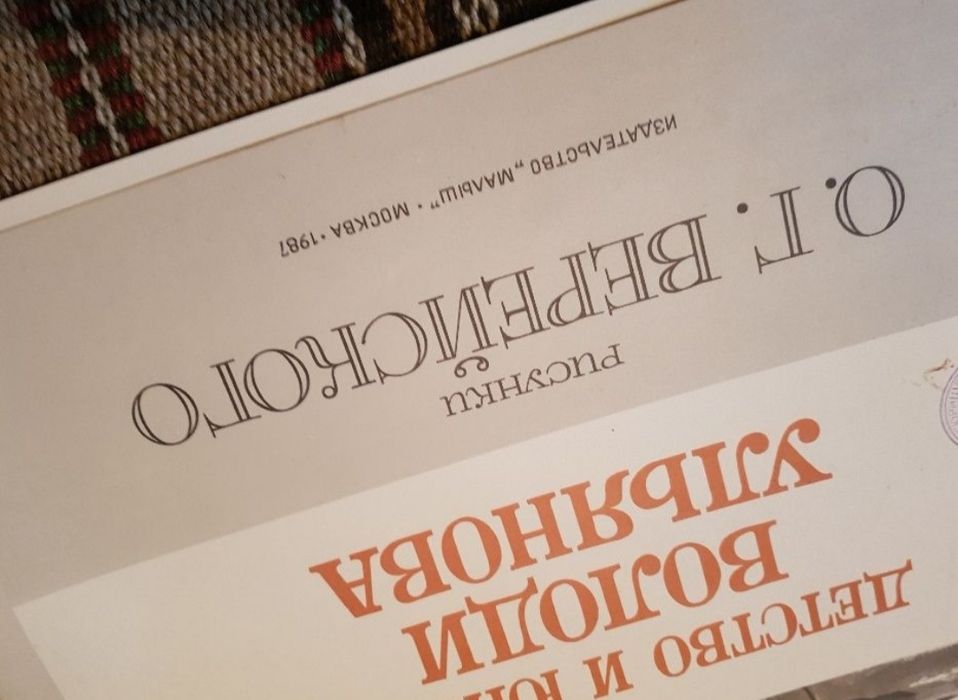 ДЕТСТВО И
ВОЛОДИ
УЛЬЯНОВА
РИСУНКИ
О. Г. ВЕРЕЙСКОГО
ИЗДАТЕЛЬСТВО „МАЛЫШ" · МОСКВА · 1987